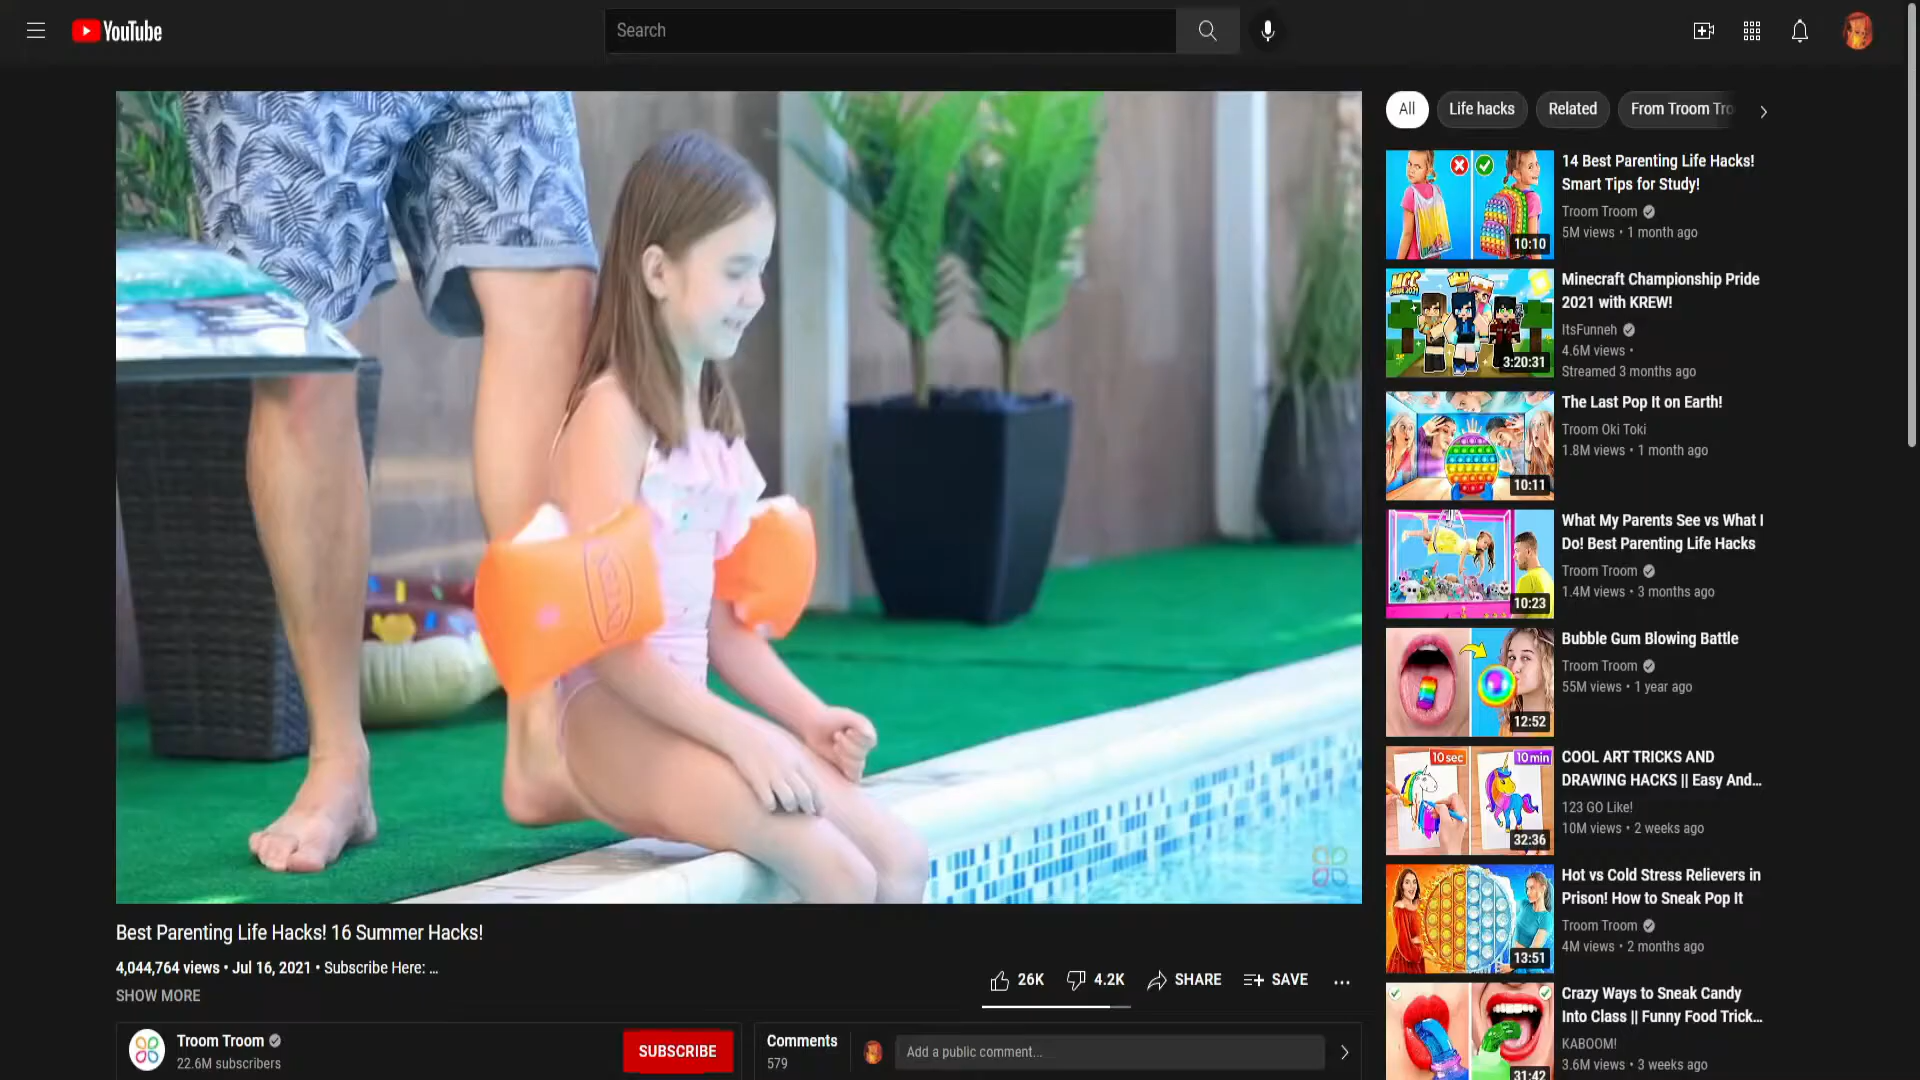 YouTube
Search
All
Life hacks
Related
From Troom Tro
14 Best Parenting Life Hacks!
Smart Tips for Study!
Troom Troom
5M views • 1 month ago
10:10
Minecraft Championship Pride
2021 with KREW!
ItsFunneh
4.6M views •
Streamed 3 months ago
MCC
3:20:31
The Last Pop It on Earth!
Troom Oki Toki
1.8M views • 1 month ago
10:11
What My Parents See vs What I
Do! Best Parenting Life Hacks
Troom Troom
1.4M views • 3 months ago
10:23
Bubble Gum Blowing Battle
Troom Troom
55M views • 1 year ago
12:52
10 sec
10 min
COOL ART TRICKS AND
DRAWING HACKS || Easy And...
123 GO Like!
10M views • 2 weeks ago
32:36
Hot vs Cold Stress Relievers in
Prison! How to Sneak Pop It
Troom Troom
4M views • 2 months ago
13:51
Crazy Ways to Sneak Candy
Into Class || Funny Food Trick...
KABOOM!
3.6M views • 3 weeks ago
31:42
INTEX
Best Parenting Life Hacks! 16 Summer Hacks!
4,044,764 views • Jul 16, 2021 • Subscribe Here: ...
SHOW MORE
26K
4.2K
SHARE
SAVE
Troom Troom
22.6M subscribers
SUBSCRIBE
Comments
579
Add a public comment...